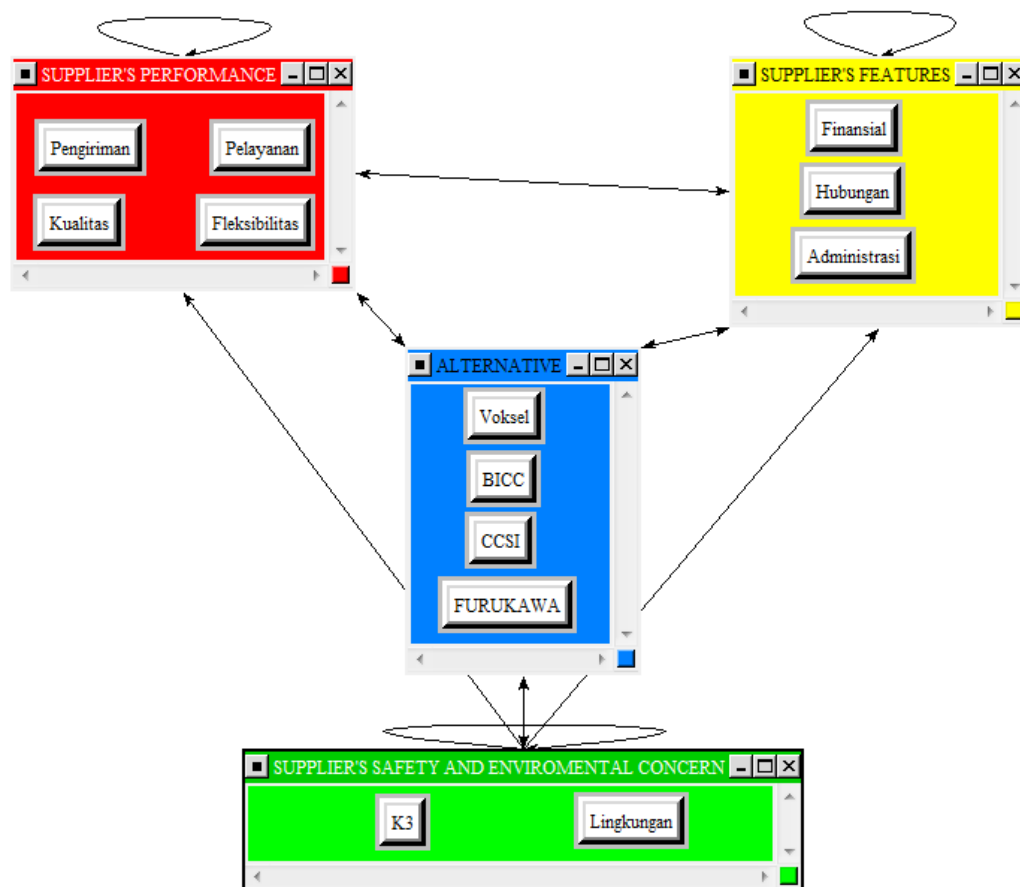 SUPPLIER'S PERFORMANCE
Pengiriman
Pelayanan
Kualitas
Fleksibilitas
SUPPLIER'S FEATURES
Finansial
Hubungan
Administrasi
ALTERNATIVE
Voksel
BICC
CCSI
FURUKAWA
SUPPLIER'S SAFETY AND ENVIROMENTAL CONCERN
K3
Lingkungan